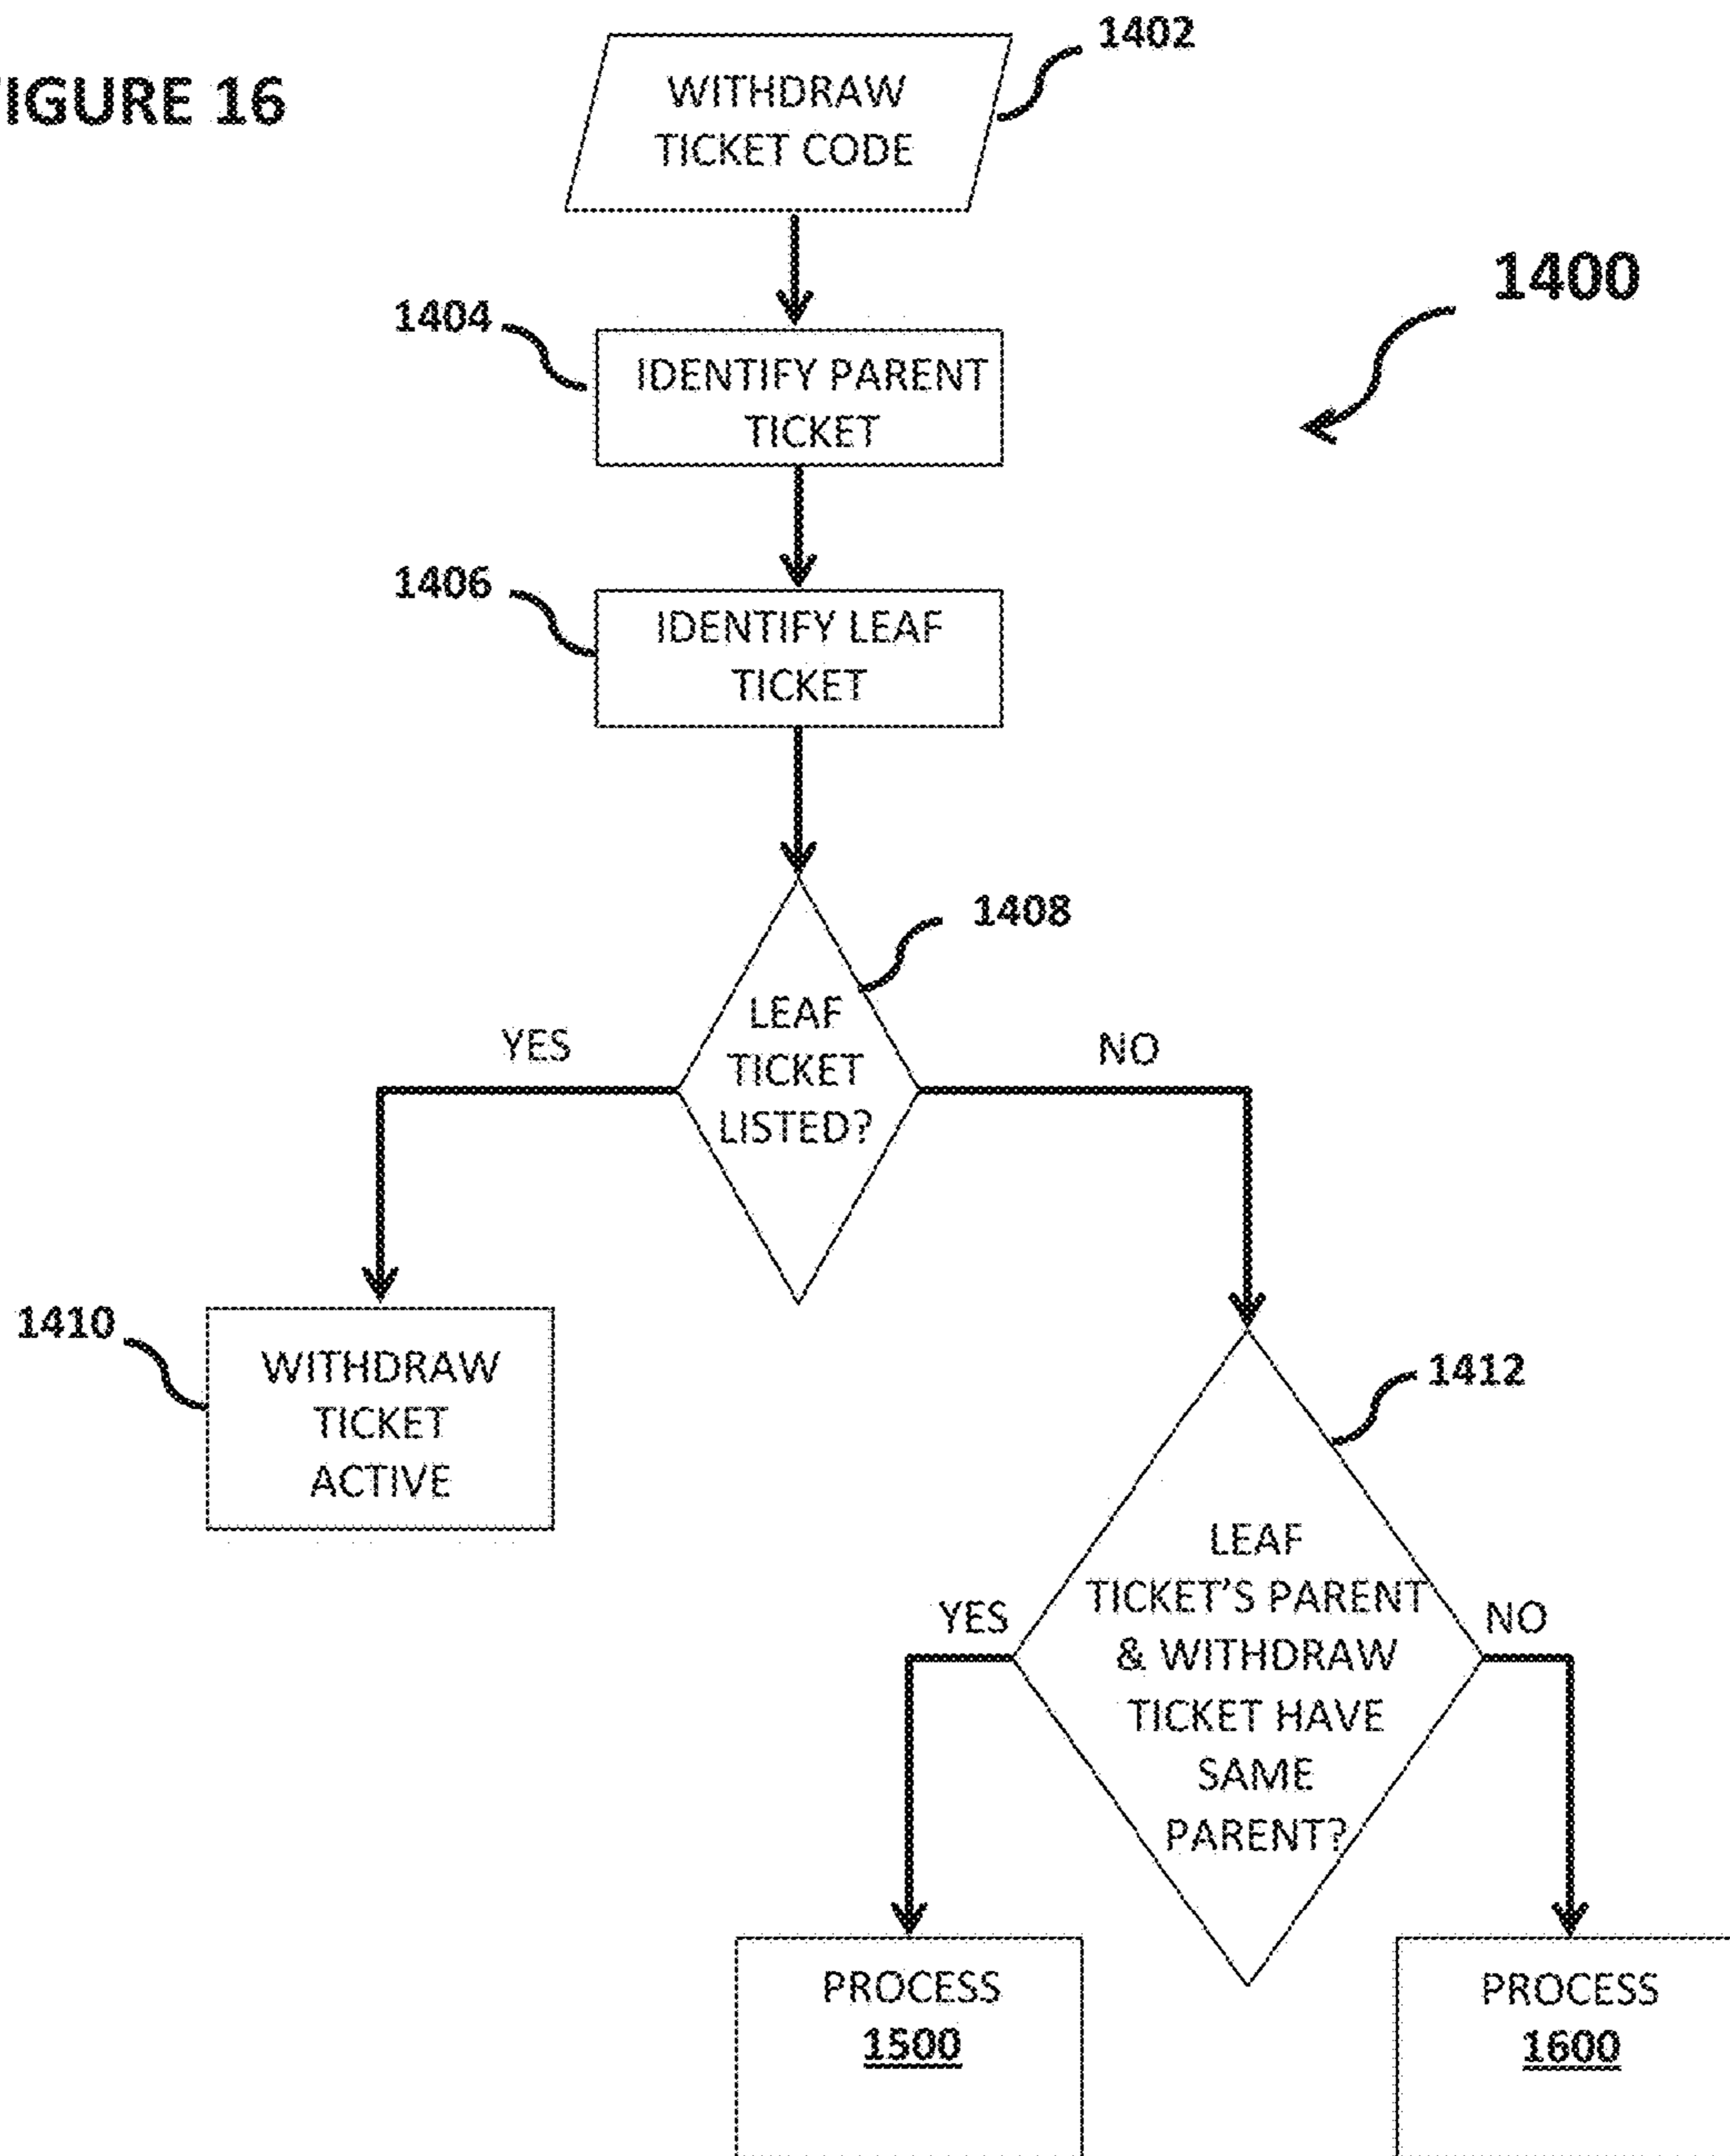 IGURE 16
1402
WITHDRAW
TICKET CODE
1400
1404
IDENTIFY PARENT
TICKET
1406
IDENTIFY LEAF
TICKET
1408
LEAF
TICKET
LISTED?
YES
NO
1410
WITHDRAW
TICKET
ACTIVE
1412
LEAF
TICKET'S PARENT
& WITHDRAW
TICKET HAVE
SAME
PARENT?
YES
NO
PROCESS
1500
PROCESS
1600